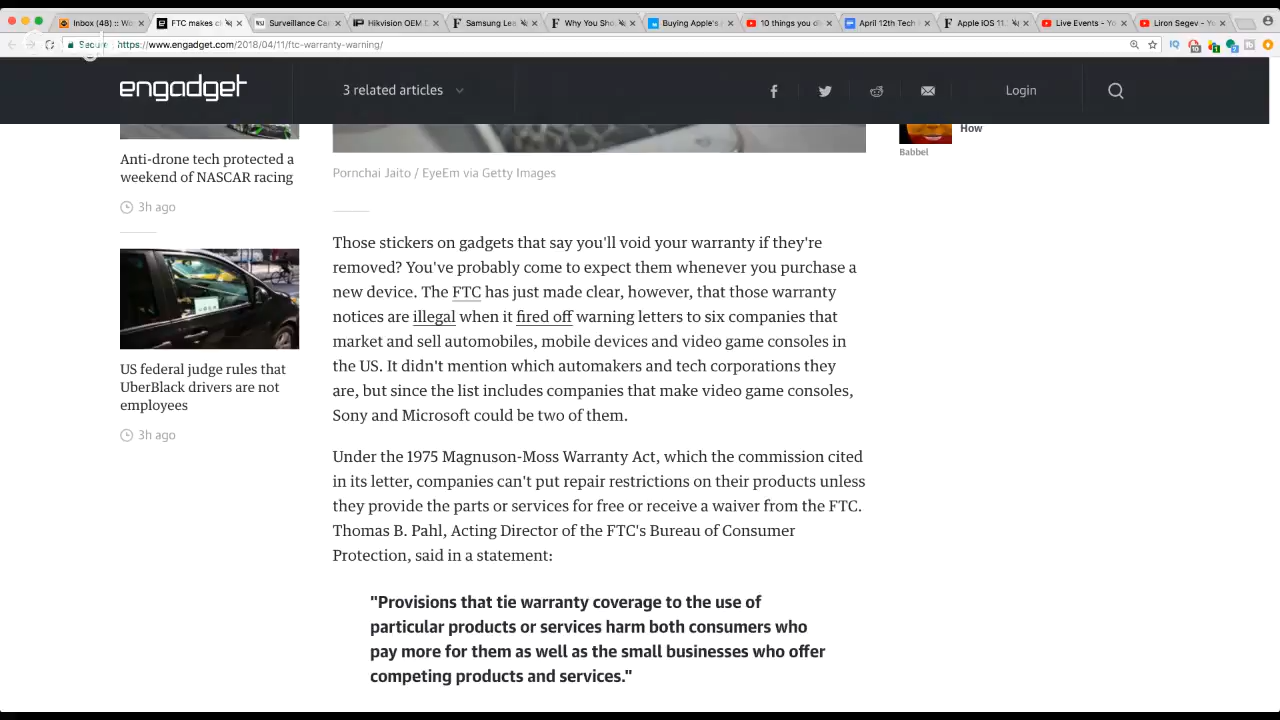 Inbox (48) :: Wor
FTC makes cl
Surveillance Ca
Hikvision OEM D
Samsung Lea
Why You Sho
Buying Apple's
10 things you d
April 12th Tech
Apple iOS 11.
Live Events - Yo
Liron Segev - Yo
Secure
https://www.engadget.com/2018/04/11/ftc-warranty-warning/
engadget
3 related articles
Login
How
Babbel
Anti-drone tech protected a
weekend of NASCAR racing
3h ago
US federal judge rules that
UberBlack drivers are not
employees
3h ago
Pornchai Jaito / EyeEm via Getty Images
Those stickers on gadgets that say you'll void your warranty if they're
removed? You've probably come to expect them whenever you purchase a
new device. The FTC has just made clear, however, that those warranty
notices are illegal when it fired off warning letters to six companies that
market and sell automobiles, mobile devices and video game consoles in
the US. It didn't mention which automakers and tech corporations they
are, but since the list includes companies that make video game consoles,
Sony and Microsoft could be two of them.
Under the 1975 Magnuson-Moss Warranty Act, which the commission cited
in its letter, companies can't put repair restrictions on their products unless
they provide the parts or services for free or receive a waiver from the FTC.
Thomas B. Pahl, Acting Director of the FTC's Bureau of Consumer
Protection, said in a statement:
"Provisions that tie warranty coverage to the use of
particular products or services harm both consumers who
pay more for them as well as the small businesses who offer
competing products and services."